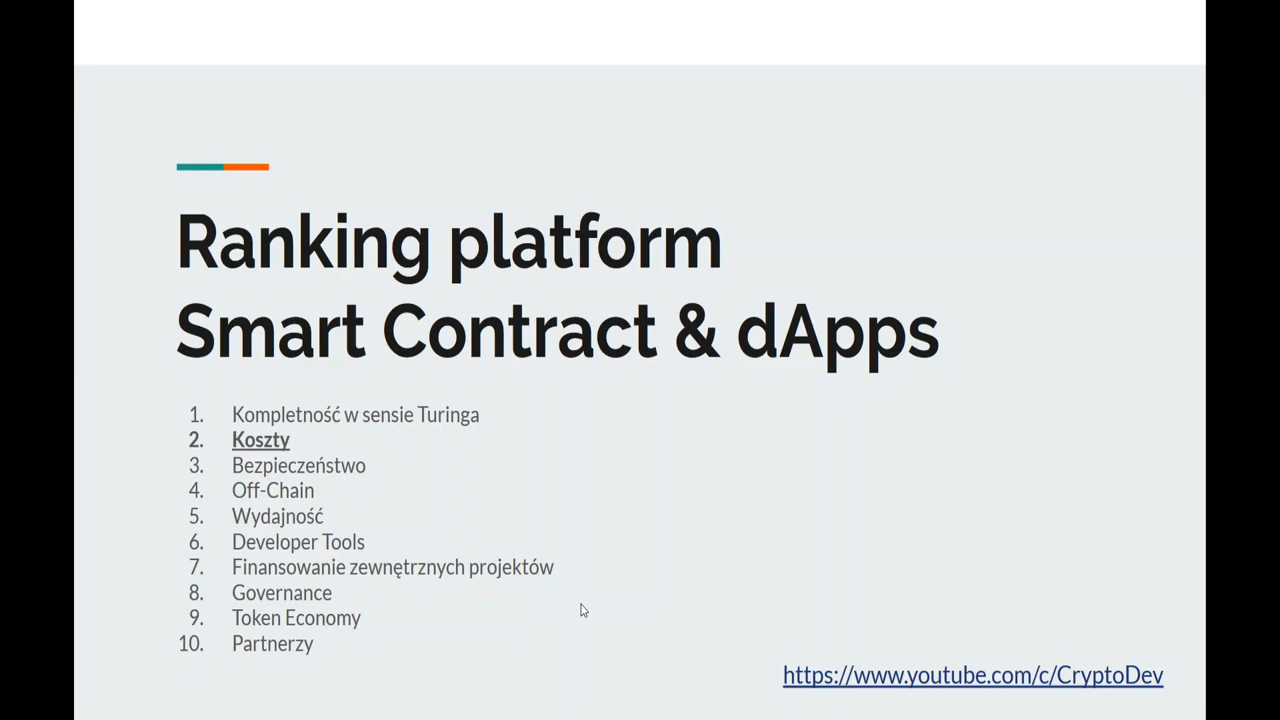 Ranking platform
Smart Contract & dApps
1. Kompletność w sensie Turinga
2. Koszty
3. Bezpieczeństwo
4. Off-Chain
5. Wydajność
6. Developer Tools
7. Finansowanie zewnętrznych projektów
8. Governance
9. Token Economy
10. Partnerzy
https://www.youtube.com/c/CryptoDev